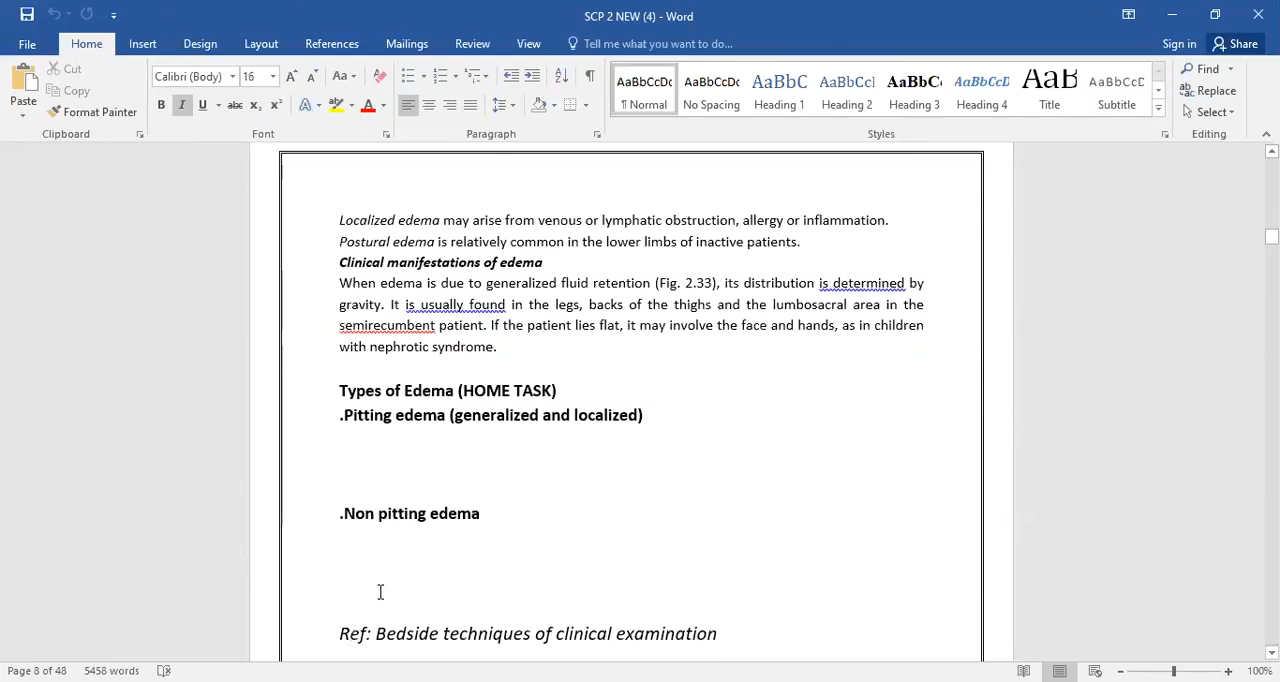 SCP 2 NEW (4) - Word
File Home Insert Design Layout References Mailings Review View Tell me what you want to do... Sign in Share
Paste Cut Copy Format Painter
Calibri (Body) 16
AaBbCcDc AaBbCcDc AaBbC AaBbCcI AaBbCc AaBbCcD AaB AaBbCcD
¶ Normal No Spacing Heading 1 Heading 2 Heading 3 Heading 4 Title Subtitle
Find Replace Select
Clipboard Font Paragraph Styles Editing
Localized edema may arise from venous or lymphatic obstruction, allergy or inflammation.
Postural edema is relatively common in the lower limbs of inactive patients.
Clinical manifestations of edema
When edema is due to generalized fluid retention (Fig. 2.33), its distribution is determined by
gravity. It is usually found in the legs, backs of the thighs and the lumbosacral area in the
semirecumbent patient. If the patient lies flat, it may involve the face and hands, as in children
with nephrotic syndrome.
Types of Edema (HOME TASK)
.Pitting edema (generalized and localized)
.Non pitting edema
Ref: Bedside techniques of clinical examination
Page 8 of 48 5458 words 100%